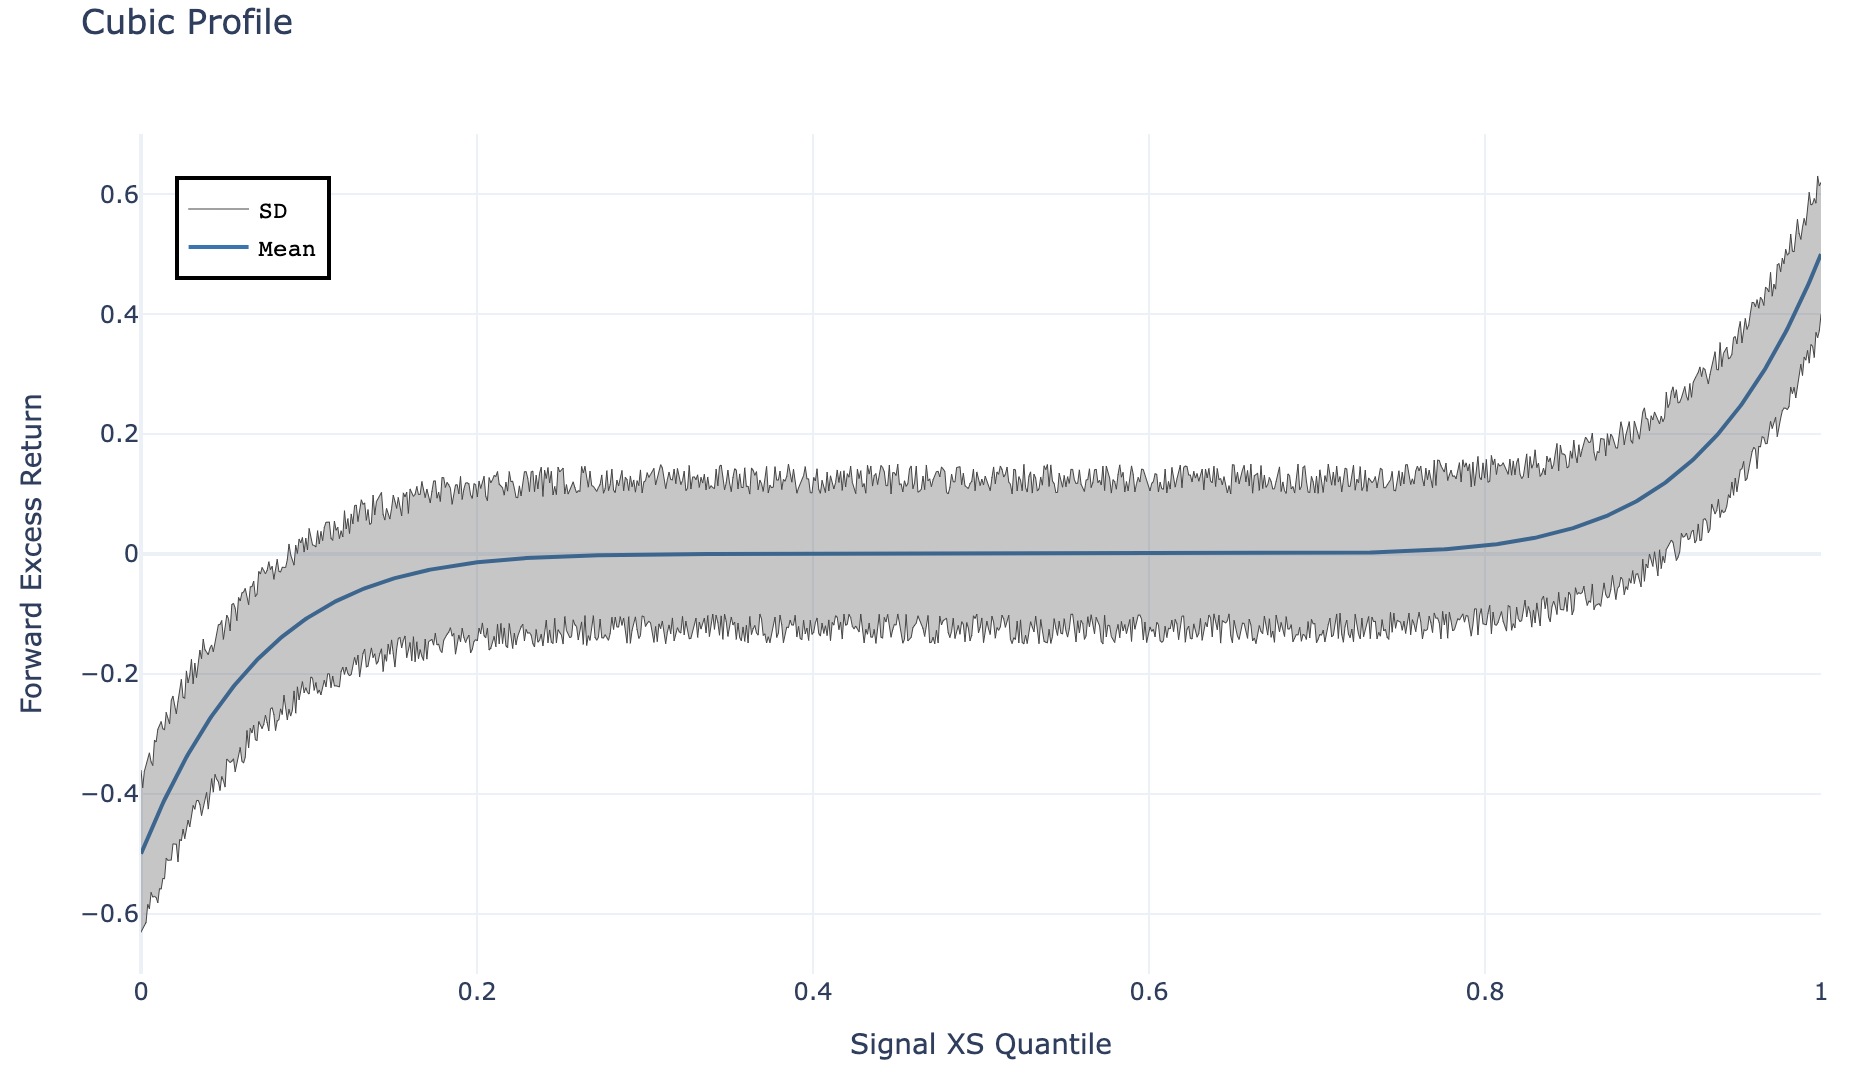 Cubic Profile
SD
Mean
0.6
0.4
0.2
0
−0.2
−0.4
−0.6
Forward Excess Return
0
0.2
0.4
0.6
0.8
1
Signal XS Quantile